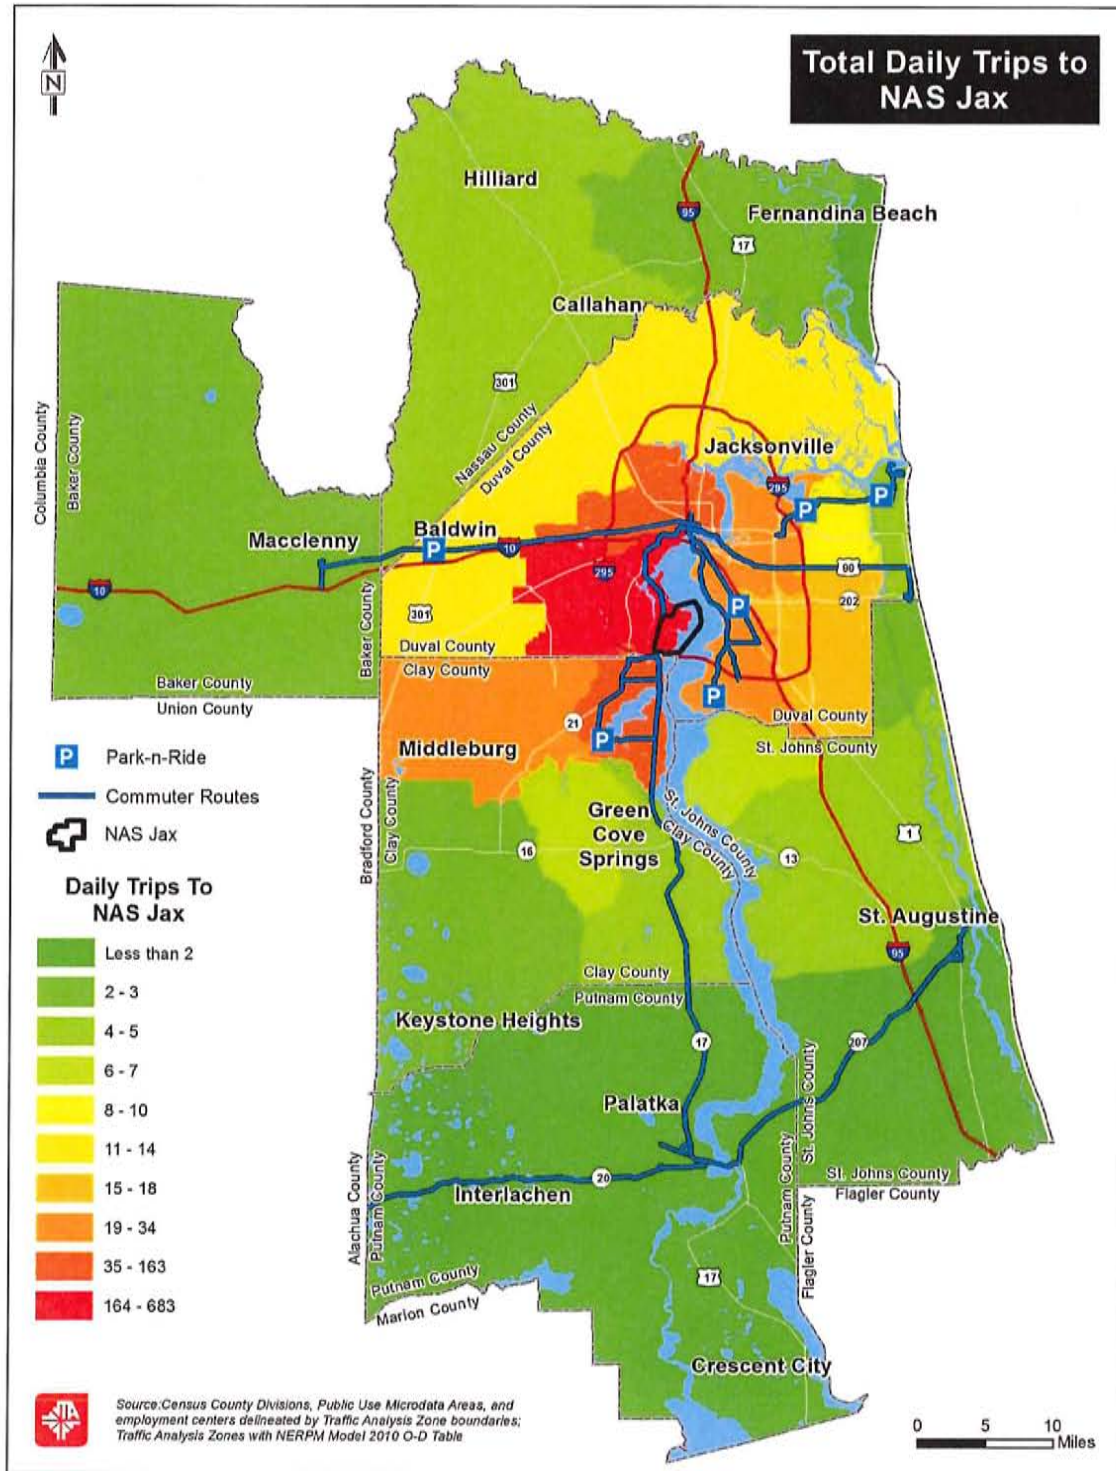 Total Daily Trips to
NAS Jax
N
Hilliard
95
Fernandina Beach
17
Callahan
301
Nassau County
Duval County
Columbia County
Baker County
Jacksonville
295
P
P
Macclenny
Baldwin
P
10
295
90
10
301
202
P
Baker County
Duval County
Clay County
Baker County
Union County
P
21
Duval County
St. Johns County
Middleburg
P
P
Park-n-Ride
Commuter Routes
NAS Jax
Bradford County
Clay County
Green
Cove
Springs
St. Johns County
Clay County
16
13
1
Daily Trips To
NAS Jax
Less than 2
2 - 3
4 - 5
6 - 7
8 - 10
11 - 14
15 - 18
19 - 34
35 - 163
164 - 683
St. Augustine
95
Clay County
Putnam County
Keystone Heights
17
207
St. Johns County
Palatka
Putnam County
Flagler County
Alachua County
Putnam County
20
Interlachen
St. Johns County
Flagler County
17
Putnam County
Marion County
Crescent City
Source:Census County Divisions, Public Use Microdata Areas, and
employment centers delineated by Traffic Analysis Zone boundaries;
Traffic Analysis Zones with NERPM Model 2010 O-D Table
0 5 10
Miles